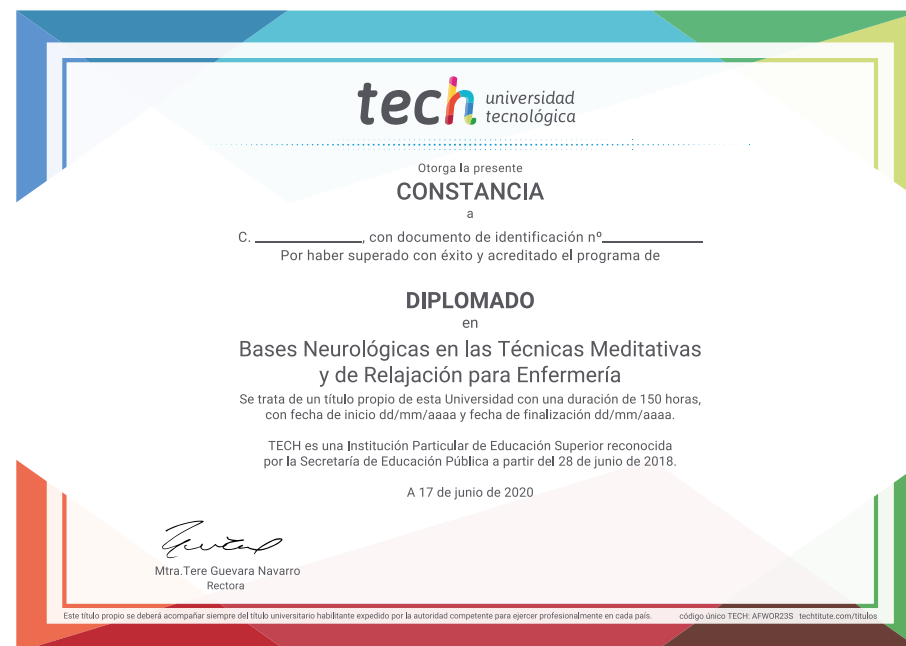 tech universidad
tecnológica
Otorga la presente
CONSTANCIA
a
C. ____________, con documento de identificación nº____________
Por haber superado con éxito y acreditado el programa de
DIPLOMADO
en
Bases Neurológicas en las Técnicas Meditativas
y de Relajación para Enfermería
Se trata de un título propio de esta Universidad con una duración de 150 horas,
con fecha de inicio dd/mm/aaaa y fecha de finalización dd/mm/aaaa.
TECH es una Institución Particular de Educación Superior reconocida
por la Secretaría de Educación Pública a partir del 28 de junio de 2018.
A 17 de junio de 2020
Mtra.Tere Guevara Navarro
Rectora
Este título propio se deberá acompañar siempre del título universitario habilitante expedido por la autoridad competente para ejercer profesionalmente en cada país. código único TECH: AFWOR23S techtitute.com/titulos